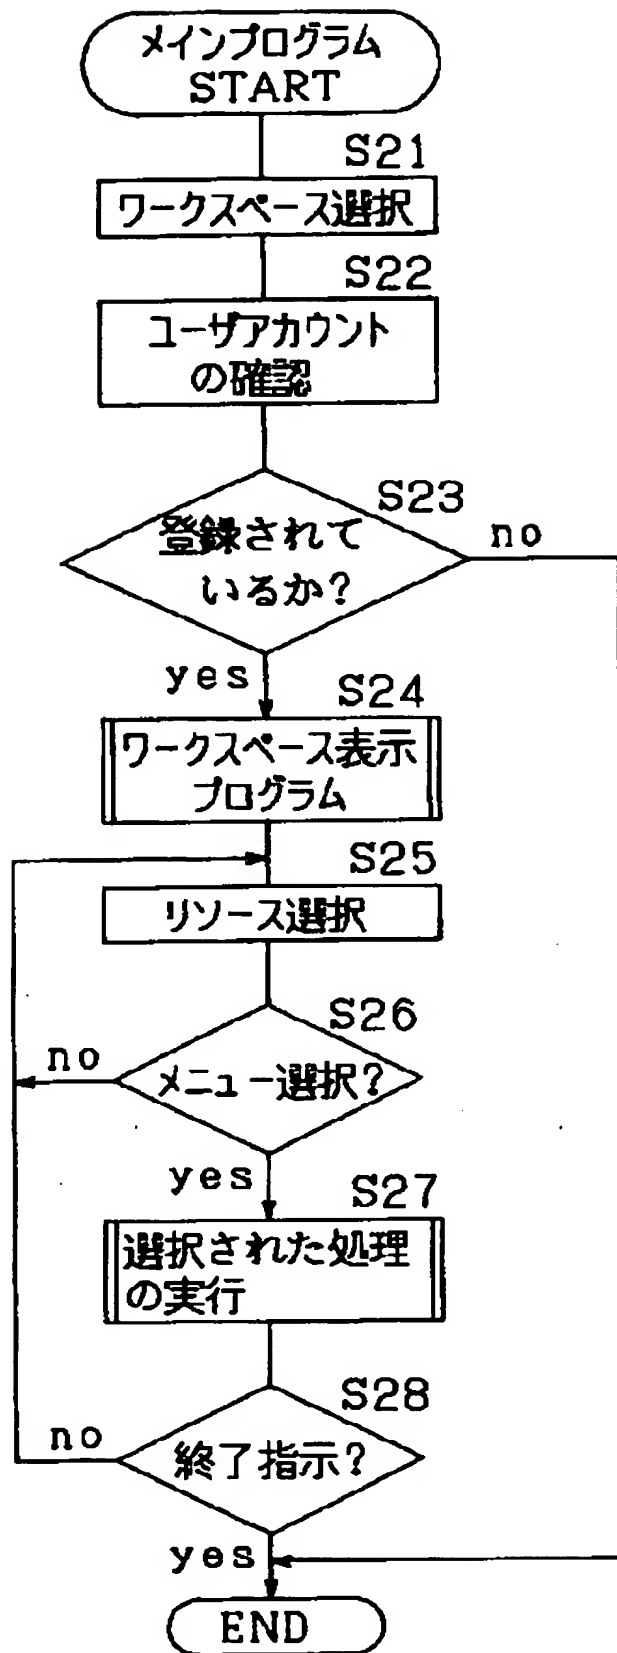 メインプログラム
START
S21
ワークスペース選択
S22
ユーザアカウント
の確認
S23
登録されて
いるか?
no
yes
S24
ワークスペース表示
プログラム
S25
リソース選択
S26
メニュー選択?
no
yes
S27
選択された処理
の実行
S28
終了指示?
no
yes
END